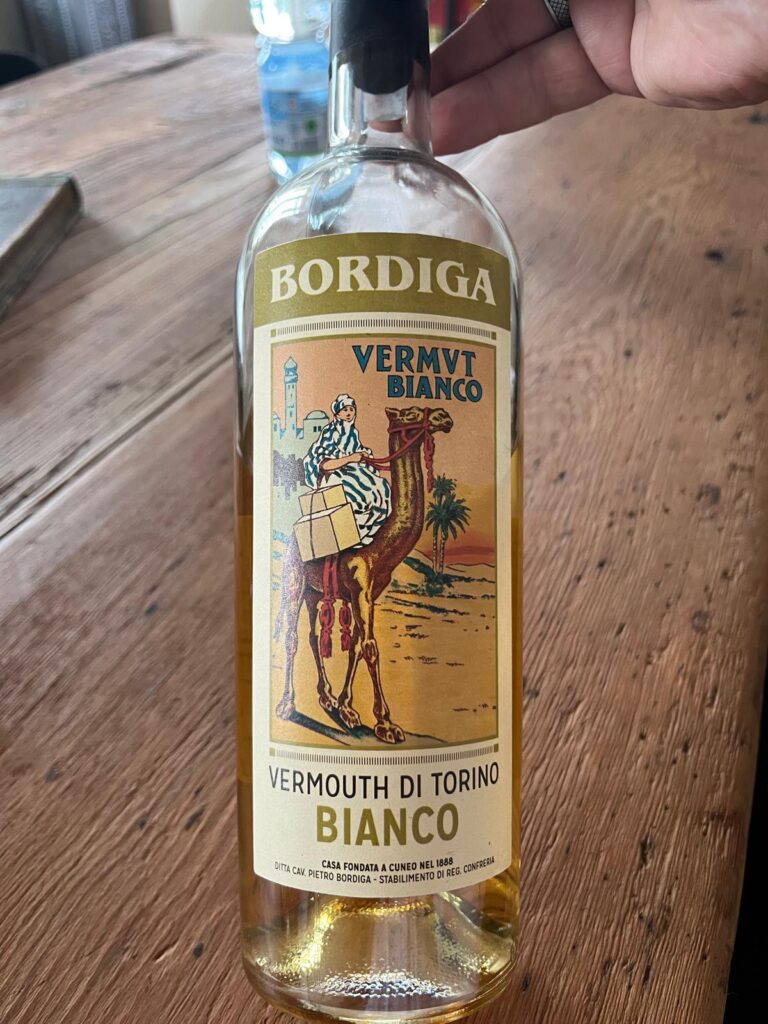 BORDIGA
VERMVT
BIANCO
VERMOUTH DI TORINO
BIANCO
CASA FONDATA A CUNEO NEL 1888
DITTA CAV. PIETRO BORDIGA - STABILIMENTO DI REG. CONFRERIA